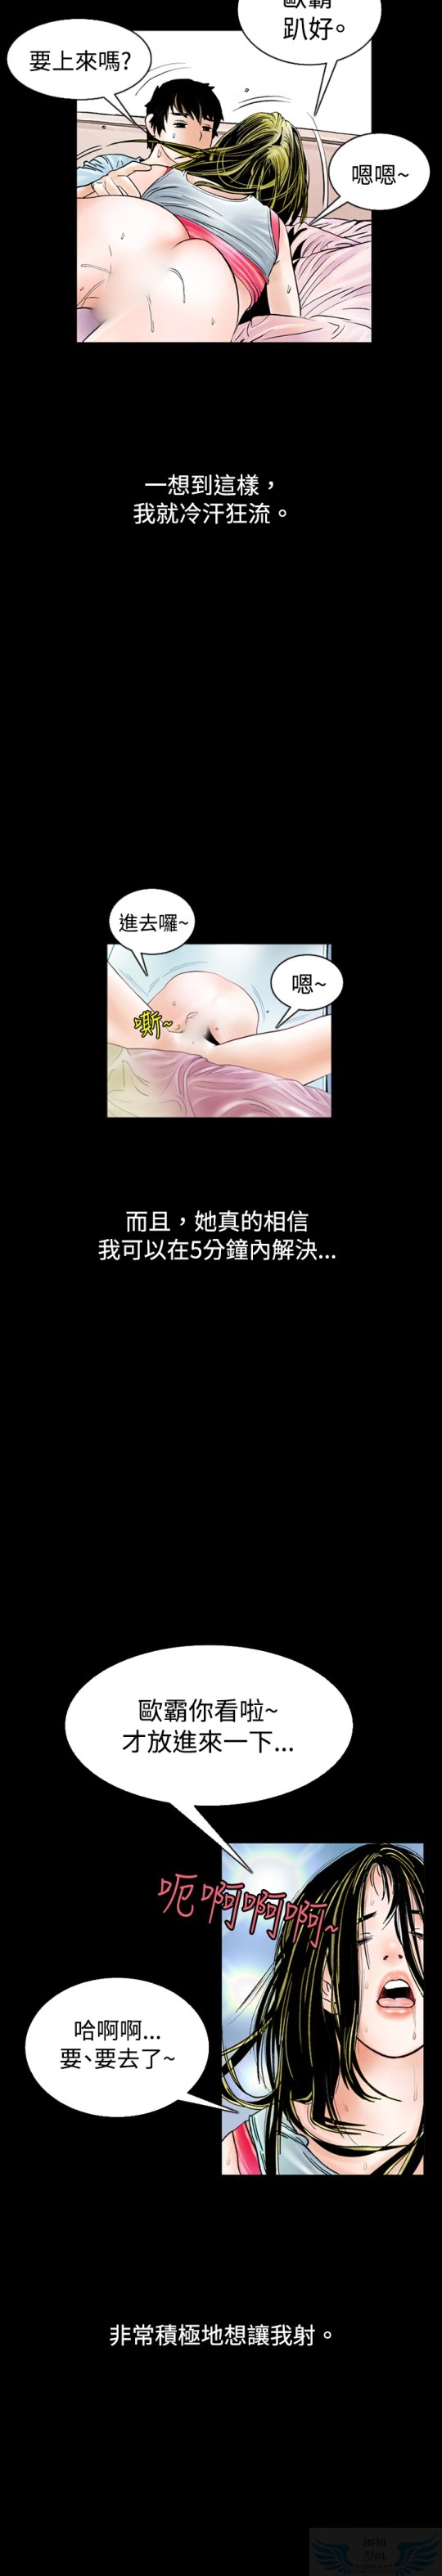 歐霸
趴好。
要上來嗎?
嗯嗯~
一想到這樣，
我就冷汗狂流。
進去囉~
嗯~
嘶~
而且，她真的相信
我可以在5分鐘內解決...
歐霸你看啦~
才放進來一下...
呃啊啊啊~
哈啊啊...
要、要去了~
非常積極地想讓我射。